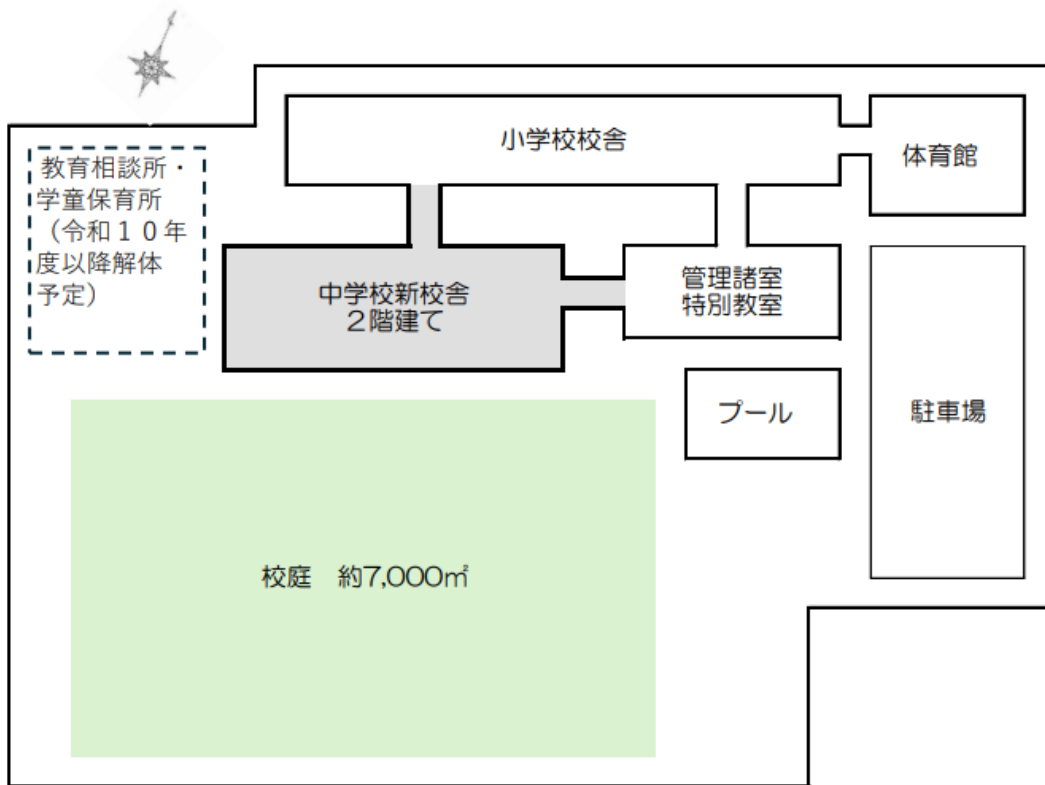 小学校校舎
体育館
教育相談所・
学童保育所
（令和１０年
度以降解体
予定）
中学校新校舎
２階建て
管理諸室
特別教室
プール
駐車場
校庭　約7,000㎡